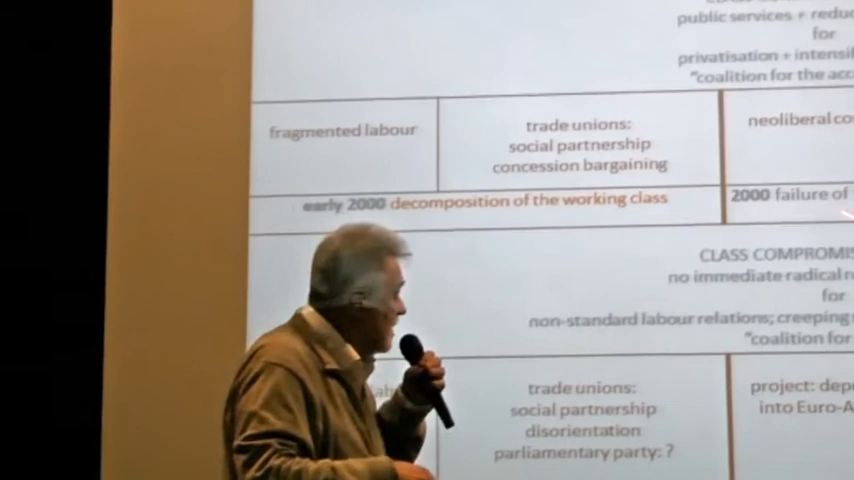 public services + redu
for
privatisation + intensif
"coalition for the acc
fragmented labour
trade unions:
social partnership
concession bargaining
neoliberal co
early 2000 decomposition of the working class
2000 failure of
CLASS COMPROMIS
no immediate radical r
for
non-standard labour relations; creeping
"coalition for
trade unions:
social partnership
disorientation
parliamentary party: ?
project: depe
into Euro-A